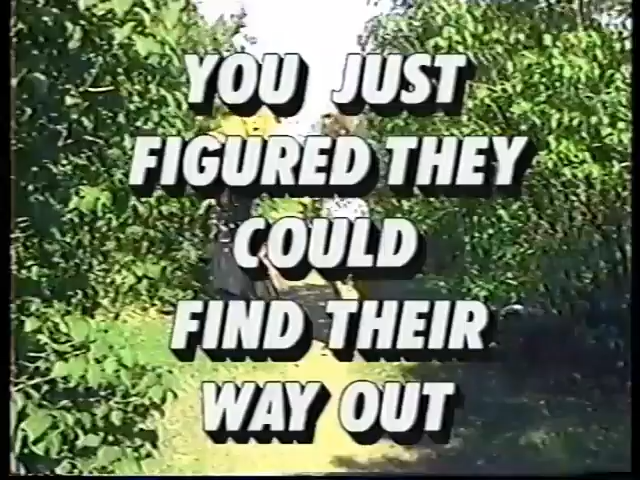 YOU JUST
FIGURED THEY
COULD
FIND THEIR
WAY OUT